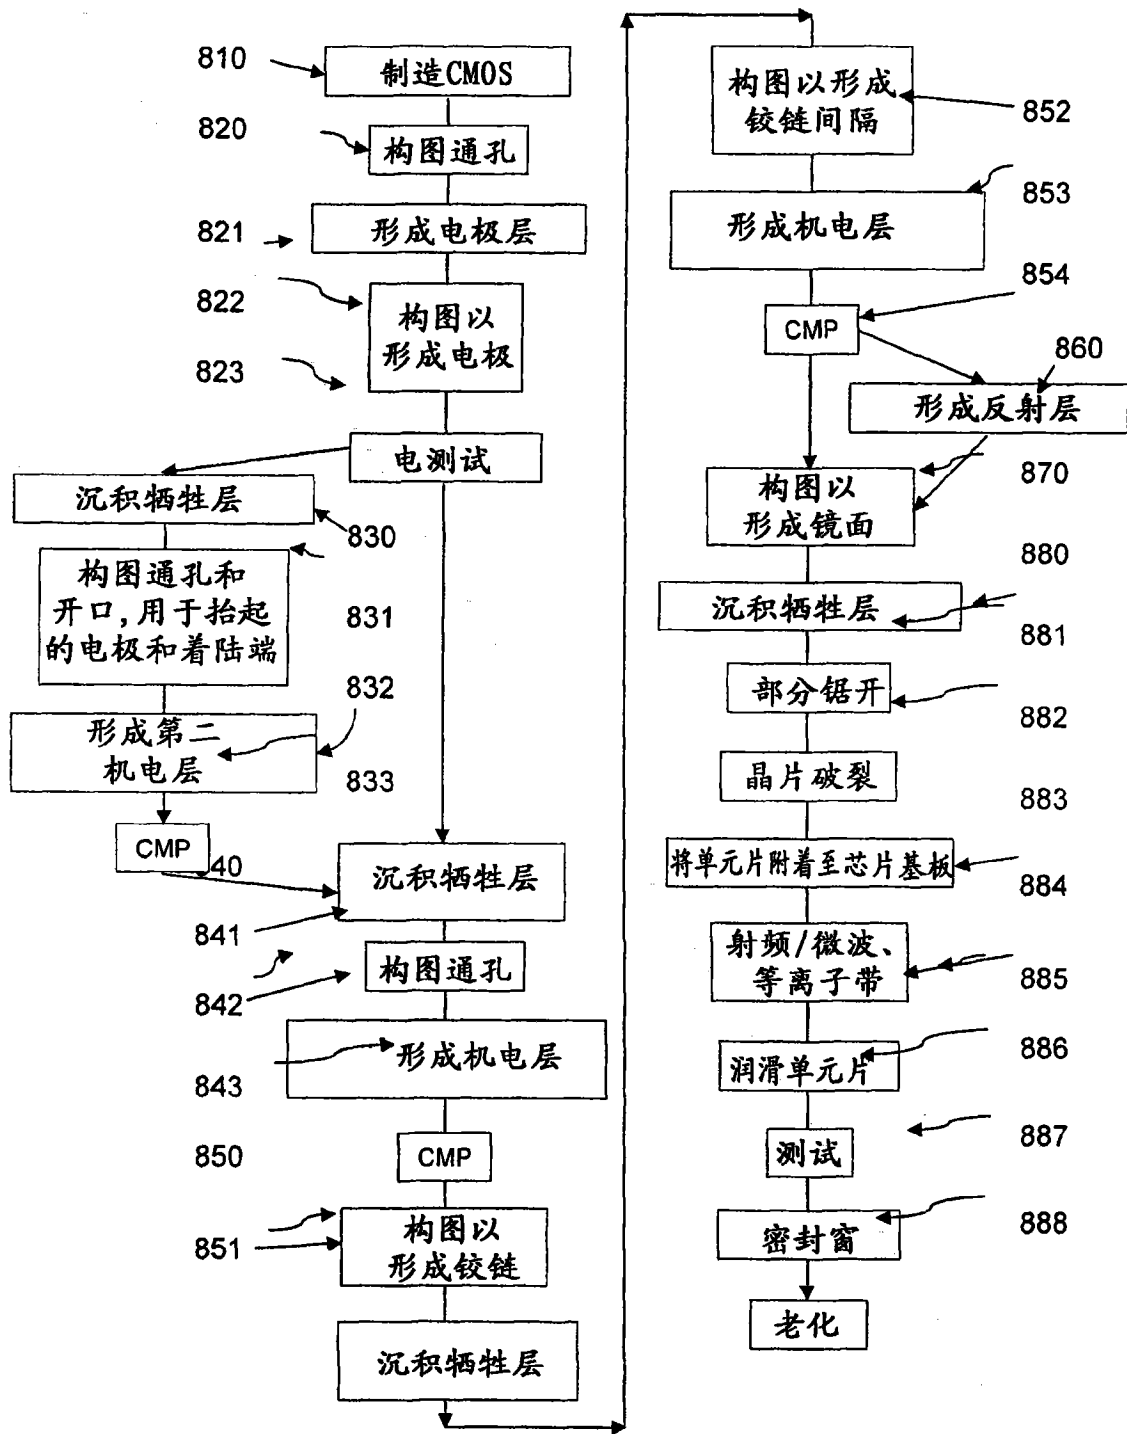 810
制造CMOS
820
构图通孔
821
形成电极层
822
构图以
形成电极
823
电测试
沉积牺牲层
830
构图通孔和
开口,用于抬起
的电极和着陆端
831
832
形成第二
机电层
833
CMP
40
沉积牺牲层
841
构图通孔
842
形成机电层
843
CMP
850
构图以
形成铰链
851
沉积牺牲层
构图以形成
铰链间隔
852
853
形成机电层
854
CMP
860
形成反射层
870
构图以
形成镜面
880
沉积牺牲层
881
部分锯开
882
晶片破裂
883
将单元片附着至芯片基板
884
射频/微波、
等离子带
885
润滑单元片
886
测试
887
密封窗
888
老化